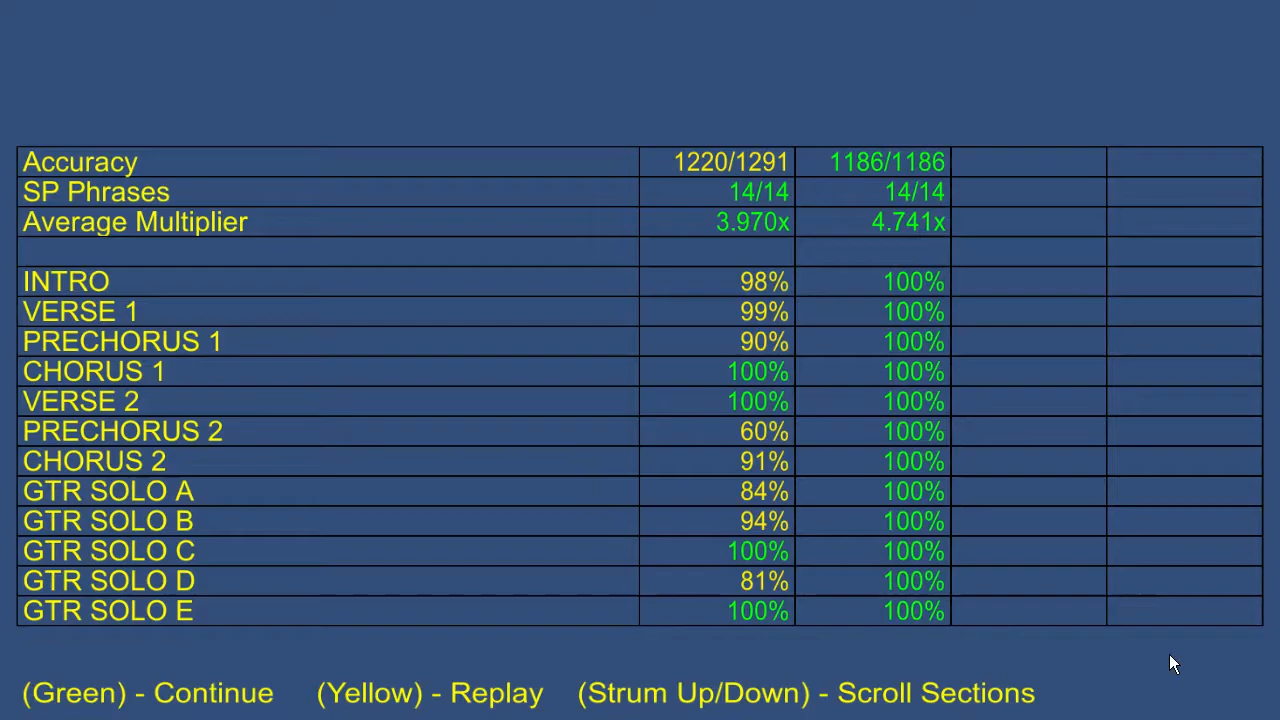 Accuracy 1220/1291 1186/1186
SP Phrases 14/14 14/14
Average Multiplier 3.970x 4.741x
INTRO 98% 100%
VERSE 1 99% 100%
PRECHORUS 1 90% 100%
CHORUS 1 100% 100%
VERSE 2 100% 100%
PRECHORUS 2 60% 100%
CHORUS 2 91% 100%
GTR SOLO A 84% 100%
GTR SOLO B 94% 100%
GTR SOLO C 100% 100%
GTR SOLO D 81% 100%
GTR SOLO E 100% 100%
(Green) - Continue (Yellow) - Replay (Strum Up/Down) - Scroll Sections